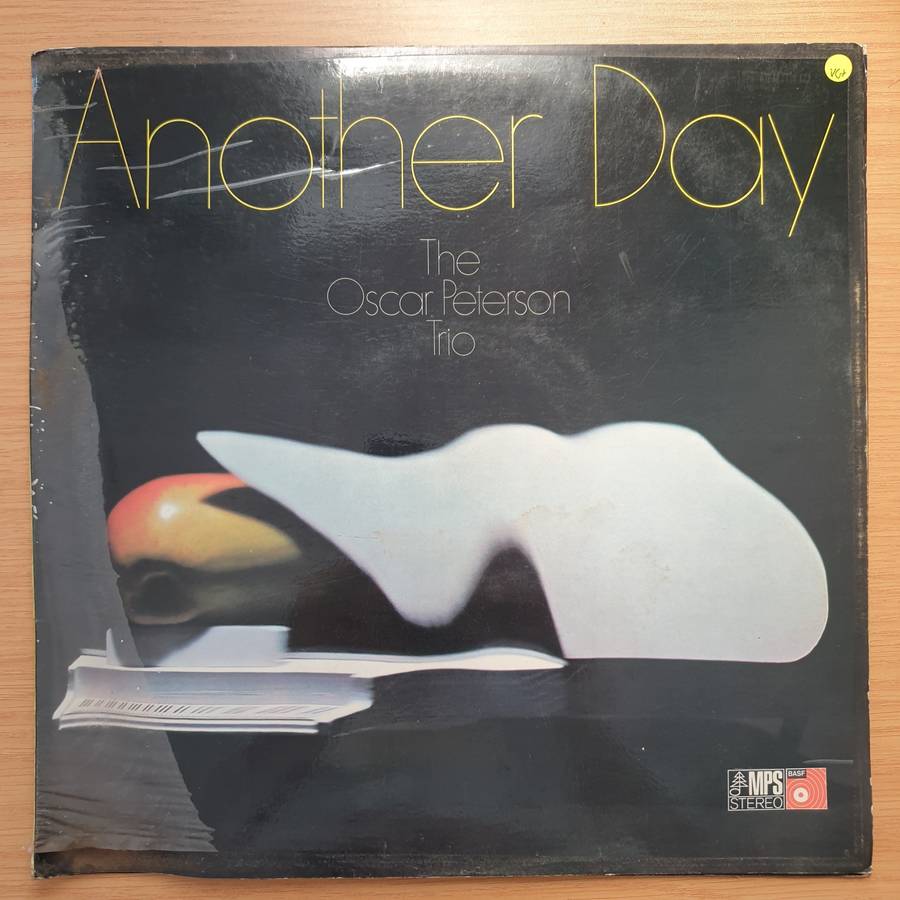 Another Day
VG+
The
Oscar Peterson
Trio
MPS
STEREO
BASF